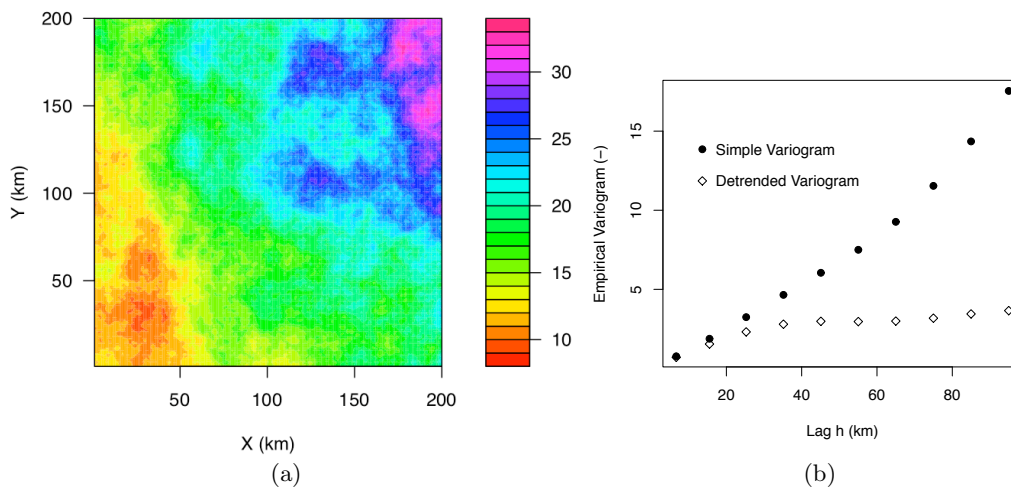 200
150
100
50
Y (km)
50
100
150
200
X (km)
30
25
20
15
10
(a)
Empirical Variogram (−)
15
10
5
Simple Variogram
Detrended Variogram
20
40
60
80
Lag h (km)
(b)